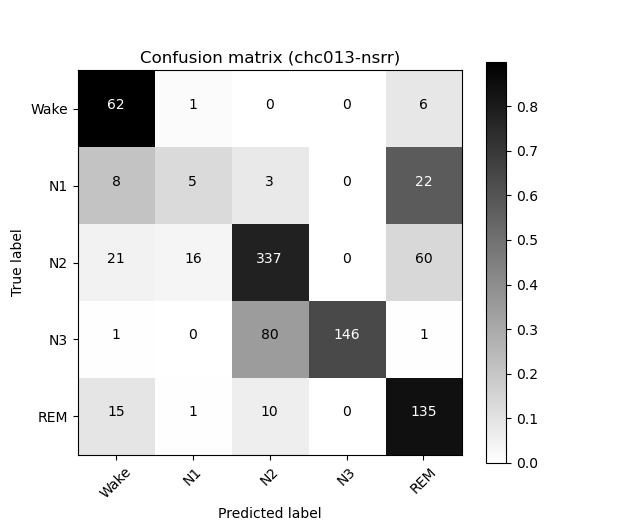 Confusion matrix (chc013-nsrr)
True label
Wake 62 1 0 0 6
N1 8 5 3 0 22
N2 21 16 337 0 60
N3 1 0 80 146 1
REM 15 1 10 0 135
Wake N1 N2 N3 REM
Predicted label
0.8
0.7
0.6
0.5
0.4
0.3
0.2
0.1
0.0